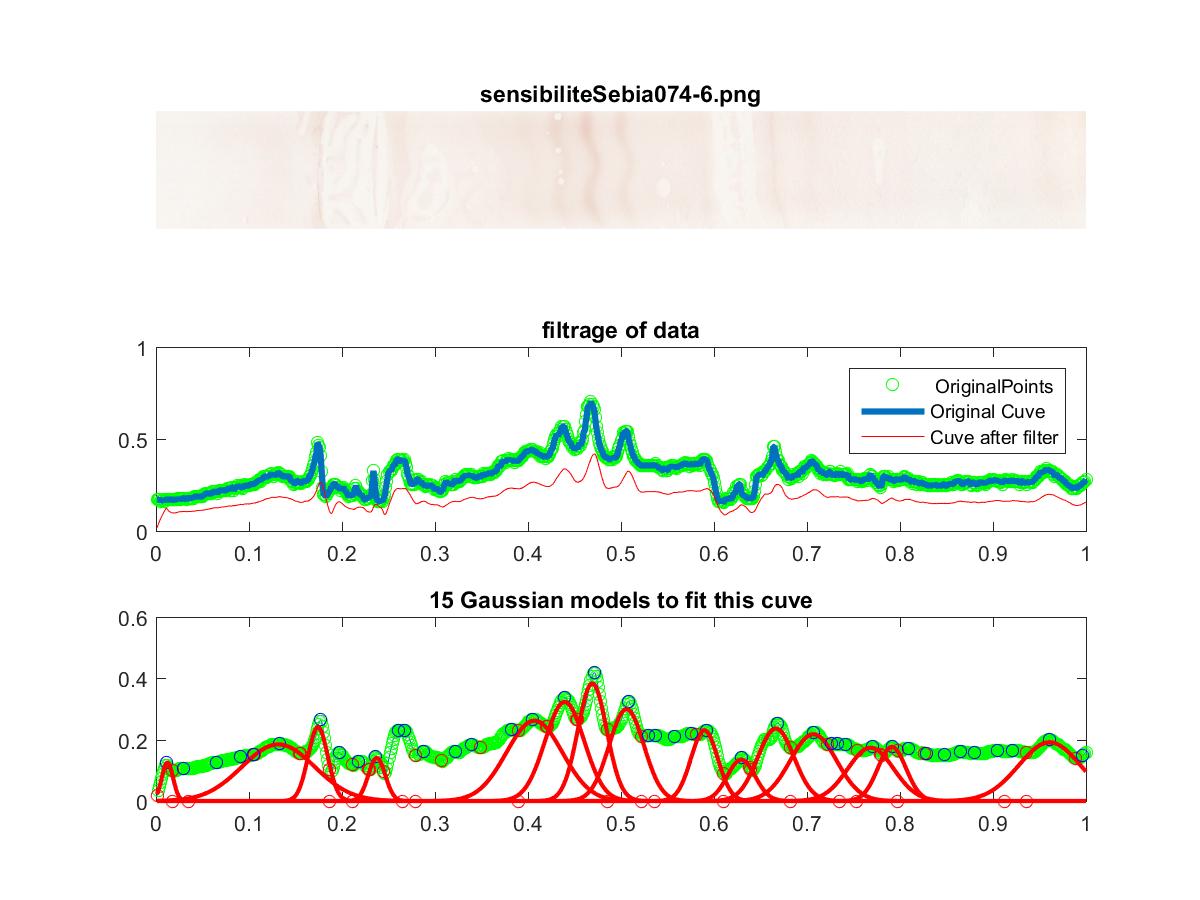 sensibiliteSebia074-6.png
filtrage of data
1
0.5
0
OriginalPoints
Original Cuve
Cuve after filter
0 0.1 0.2 0.3 0.4 0.5 0.6 0.7 0.8 0.9 1
15 Gaussian models to fit this cuve
0.6
0.4
0.2
0
0 0.1 0.2 0.3 0.4 0.5 0.6 0.7 0.8 0.9 1